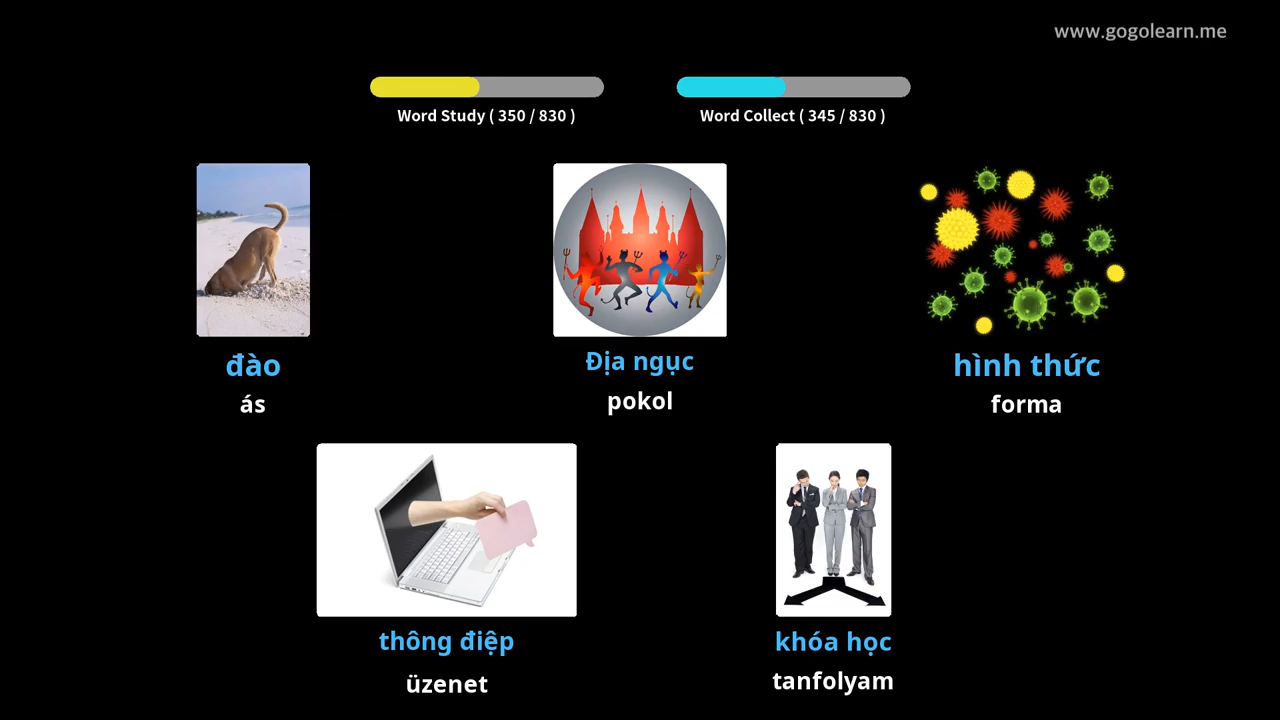 www.gogolearn.me
Word Study ( 350 / 830 )
Word Collect ( 345 / 830 )
đào
ás
Địa ngục
pokol
hình thức
forma
thông điệp
üzenet
khóa học
tanfolyam